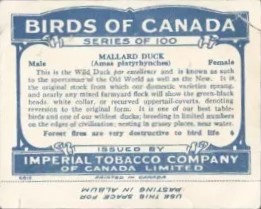 BIRDS OF CANADA
SERIES OF 100
MALLARD DUCK
Male (Anas platyrhynchos) Female
This is the Wild Duck par excellence and is known as such
to the sportsman of the Old World as well as the New. It is
the original stock from which our domestic varieties sprang,
and nearly any mixed farmyard flock will show the green-black
heads, white collar, or recurved uppertail-coverts, denoting
reversion to the original form. It is one of our best table-
birds and one of our wildest ducks; breeding in limited numbers
on the edges of civilization; nesting in grassy places, near water.
Forest fires are very destructive to bird life 6
ISSUED BY
IMPERIAL TOBACCO COMPANY
OF CANADA LIMITED
PRINTED IN CANADA
USE THIS SPACE FOR
PASTING IN ALBUM